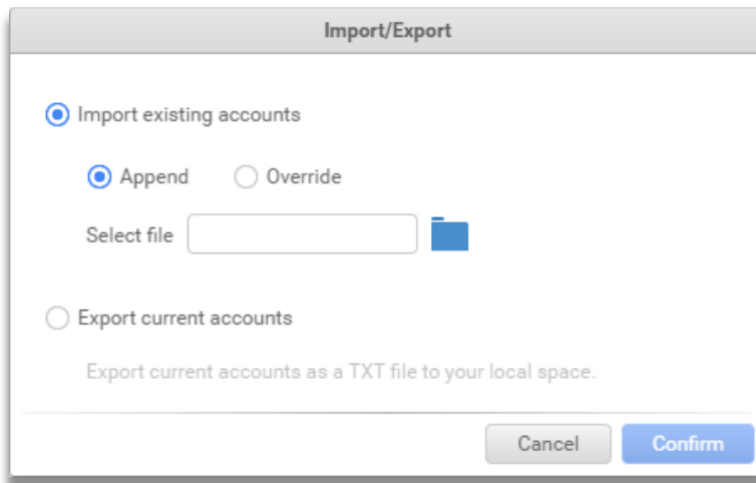 Import/Export
Import existing accounts
Append Override
Select file
Export current accounts
Export current accounts as a TXT file to your local space.
Cancel Confirm